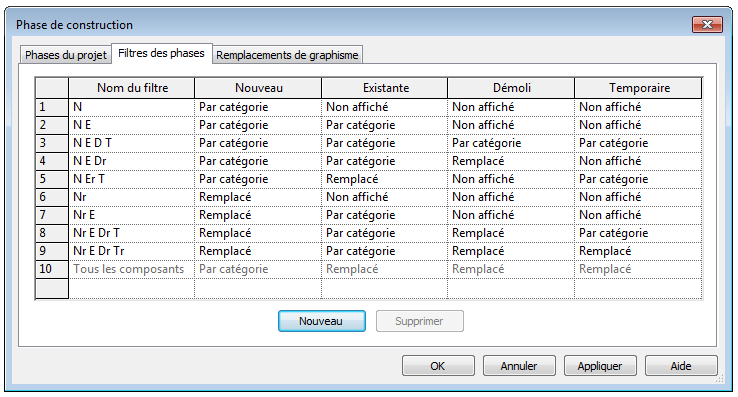 Phase de construction
Phases du projet Filtres des phases Remplacements de graphisme
Nom du filtre Nouveau Existante Démoli Temporaire
1 N Par catégorie Non affiché Non affiché Non affiché
2 N E Par catégorie Par catégorie Non affiché Non affiché
3 N E D T Par catégorie Par catégorie Par catégorie Par catégorie
4 N E Dr Par catégorie Par catégorie Remplacé Non affiché
5 N Er T Par catégorie Remplacé Non affiché Par catégorie
6 Nr Remplacé Non affiché Non affiché Non affiché
7 Nr E Remplacé Par catégorie Non affiché Non affiché
8 Nr E Dr T Remplacé Par catégorie Remplacé Par catégorie
9 Nr E Dr Tr Remplacé Par catégorie Remplacé Remplacé
10 Tous les composants Par catégorie Remplacé Remplacé Remplacé
Nouveau Supprimer
OK Annuler Appliquer Aide